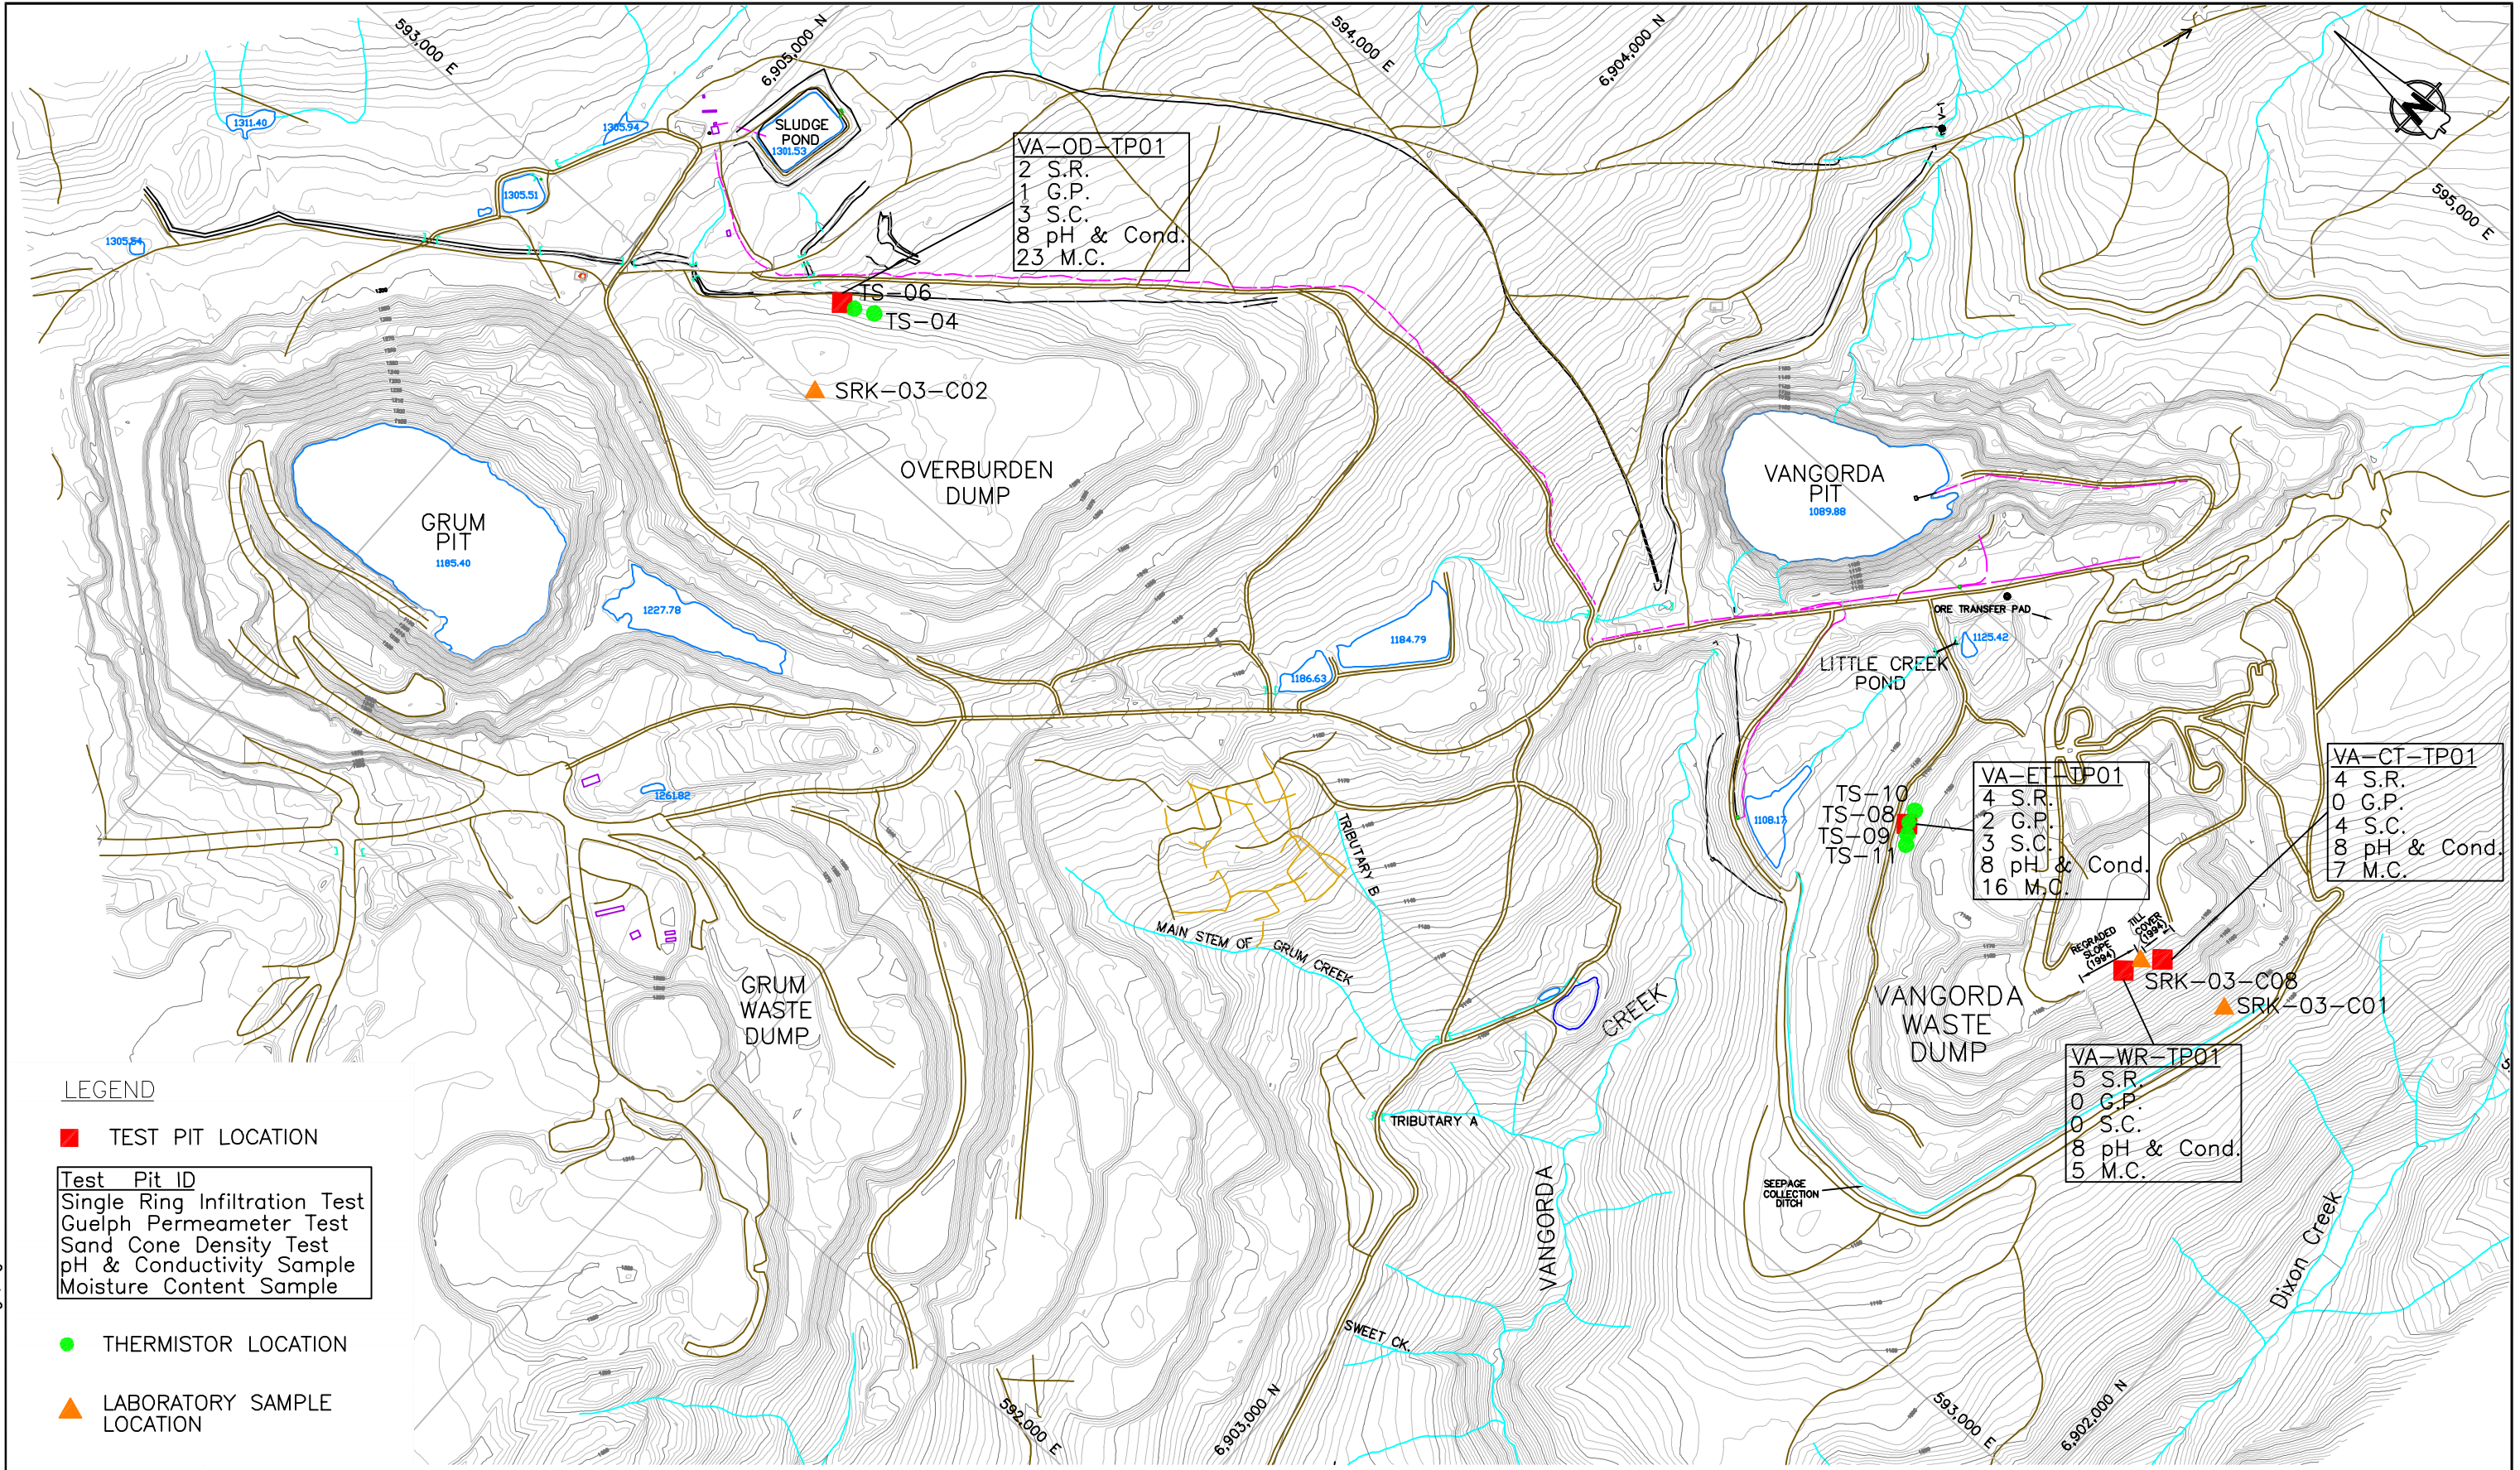 593,000 E
6,905,000 N
594,000 E
6,904,000 N
595,000 E
N
V-1
1311.40
1305.94
SLUDGE
POND
1301.53
1305.51
1305.54
VA-OD-TP01
2 S.R.
1 G.P.
3 S.C.
8 pH & Cond.
23 M.C.
TS-06
TS-04
SRK-03-C02
OVERBURDEN
DUMP
GRUM
PIT
1185.40
1227.78
VANGORDA
PIT
1089.88
ORE TRANSFER PAD
1125.42
LITTLE CREEK
POND
1184.79
1186.63
1261.82
1108.17
TS-10
TS-08
TS-09
TS-11
VA-ET-TP01
4 S.R.
2 G.P.
3 S.C.
8 pH & Cond.
16 M.C.
VA-CT-TP01
4 S.R.
0 G.P.
4 S.C.
8 pH & Cond.
7 M.C.
TRIBUTARY B
MAIN STEM OF GRUM CREEK
REGRADED
SLOPE
(1994)
TILL
COVER
(1994)
SRK-03-C08
SRK-03-C01
GRUM
WASTE
DUMP
VANGORDA
WASTE
DUMP
VANGORDA CREEK
TRIBUTARY A
VA-WR-TP01
5 S.R.
0 G.P.
0 S.C.
8 pH & Cond.
5 M.C.
SEEPAGE
COLLECTION
DITCH
Dixon Creek
SWEET CK.
592,000 E
6,903,000 N
593,000 E
6,902,000 N
LEGEND
TEST PIT LOCATION
Test Pit ID
Single Ring Infiltration Test
Guelph Permeameter Test
Sand Cone Density Test
pH & Conductivity Sample
Moisture Content Sample
THERMISTOR LOCATION
LABORATORY SAMPLE
LOCATION